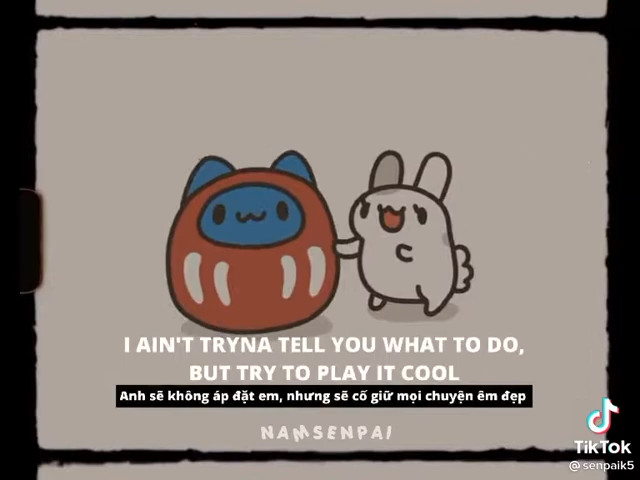 I AIN'T TRYNA TELL YOU WHAT TO DO,
BUT TRY TO PLAY IT COOL
Anh sẽ không áp đặt em, nhưng sẽ cố giữ mọi chuyện êm đẹp
NAMSENPAI
TikTok
@senpaik5